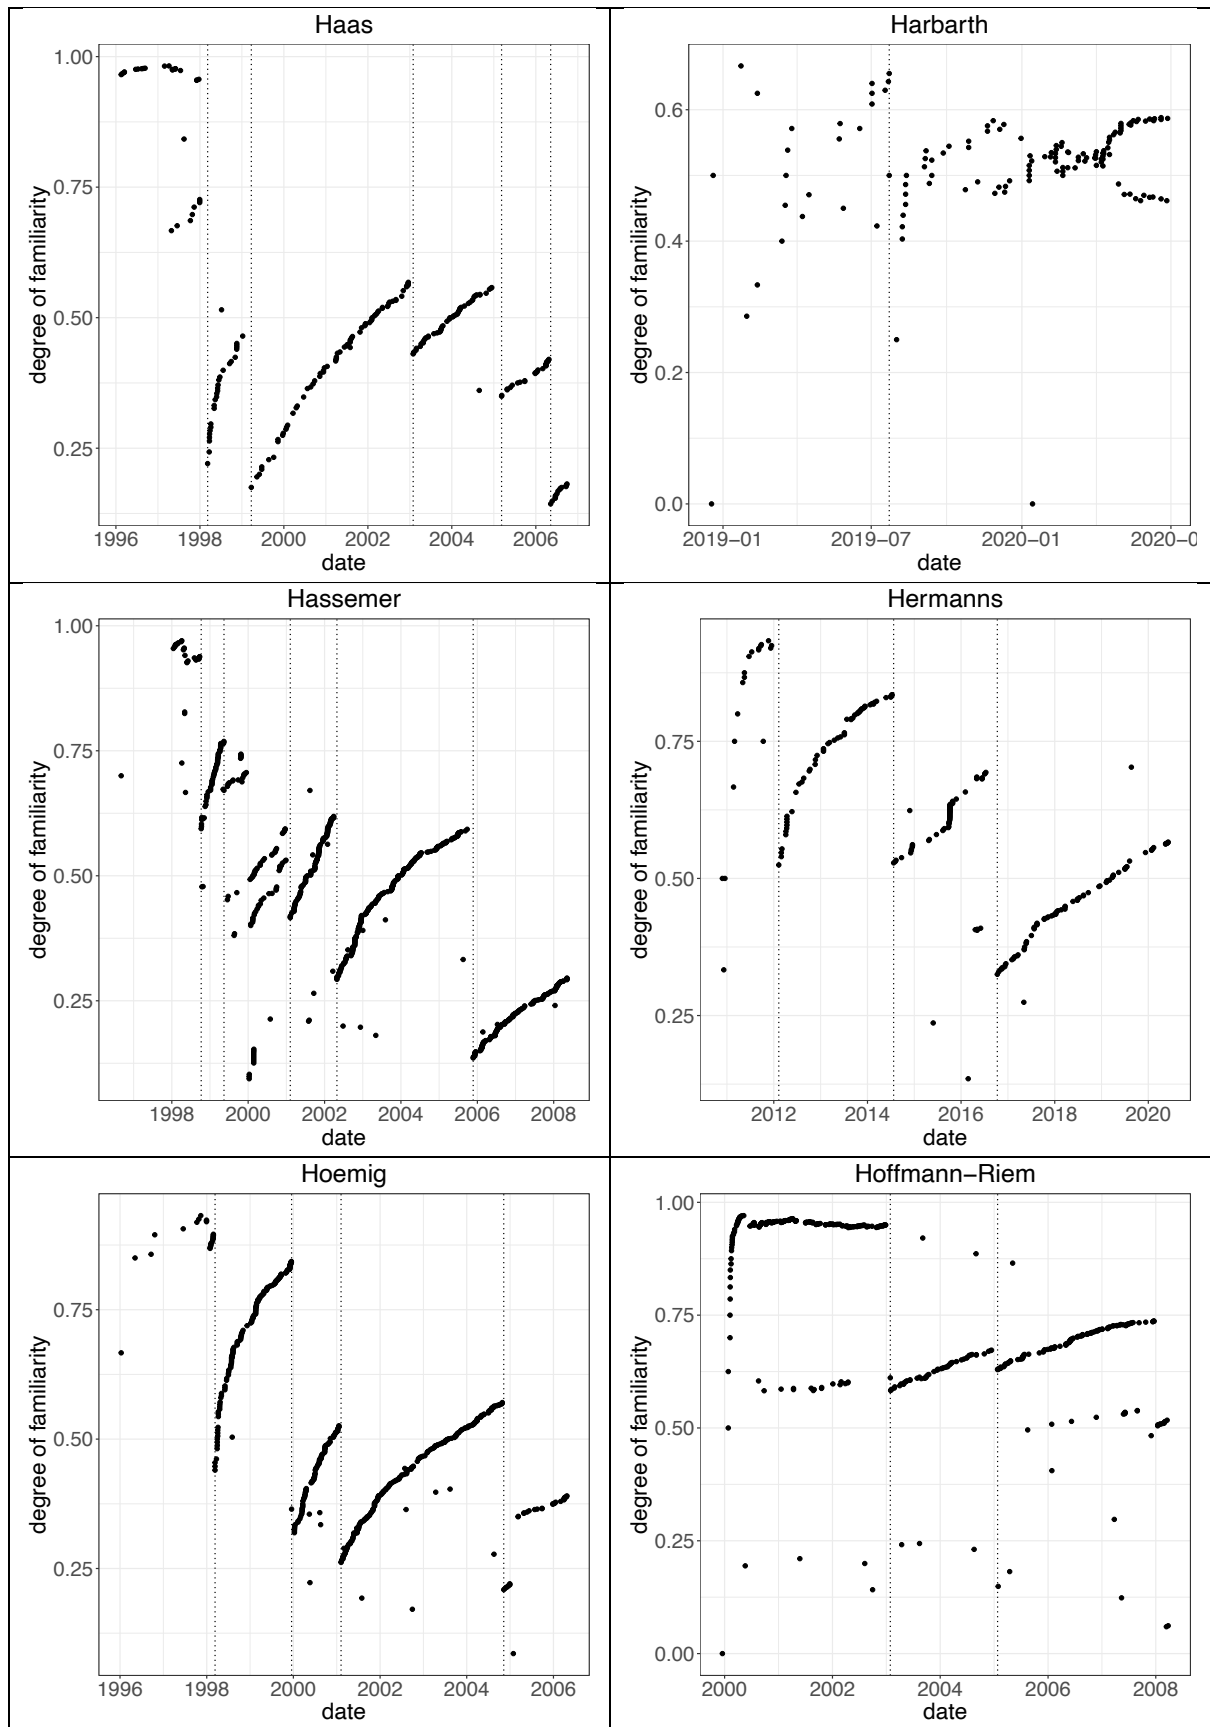 Haas
1.00
0.75
0.50
0.25
degree of familiarity
1996 1998 2000 2002 2004 2006
date
Harbarth
0.6
0.4
0.2
0.0
degree of familiarity
2019−01 2019−07 2020−01 2020−0
date
Hassemer
1.00
0.75
0.50
0.25
degree of familiarity
1998 2000 2002 2004 2006 2008
date
Hermanns
0.75
0.50
0.25
degree of familiarity
2012 2014 2016 2018 2020
date
Hoemig
0.75
0.50
0.25
degree of familiarity
1996 1998 2000 2002 2004 2006
date
Hoffmann−Riem
1.00
0.75
0.50
0.25
0.00
degree of familiarity
2000 2002 2004 2006 2008
date